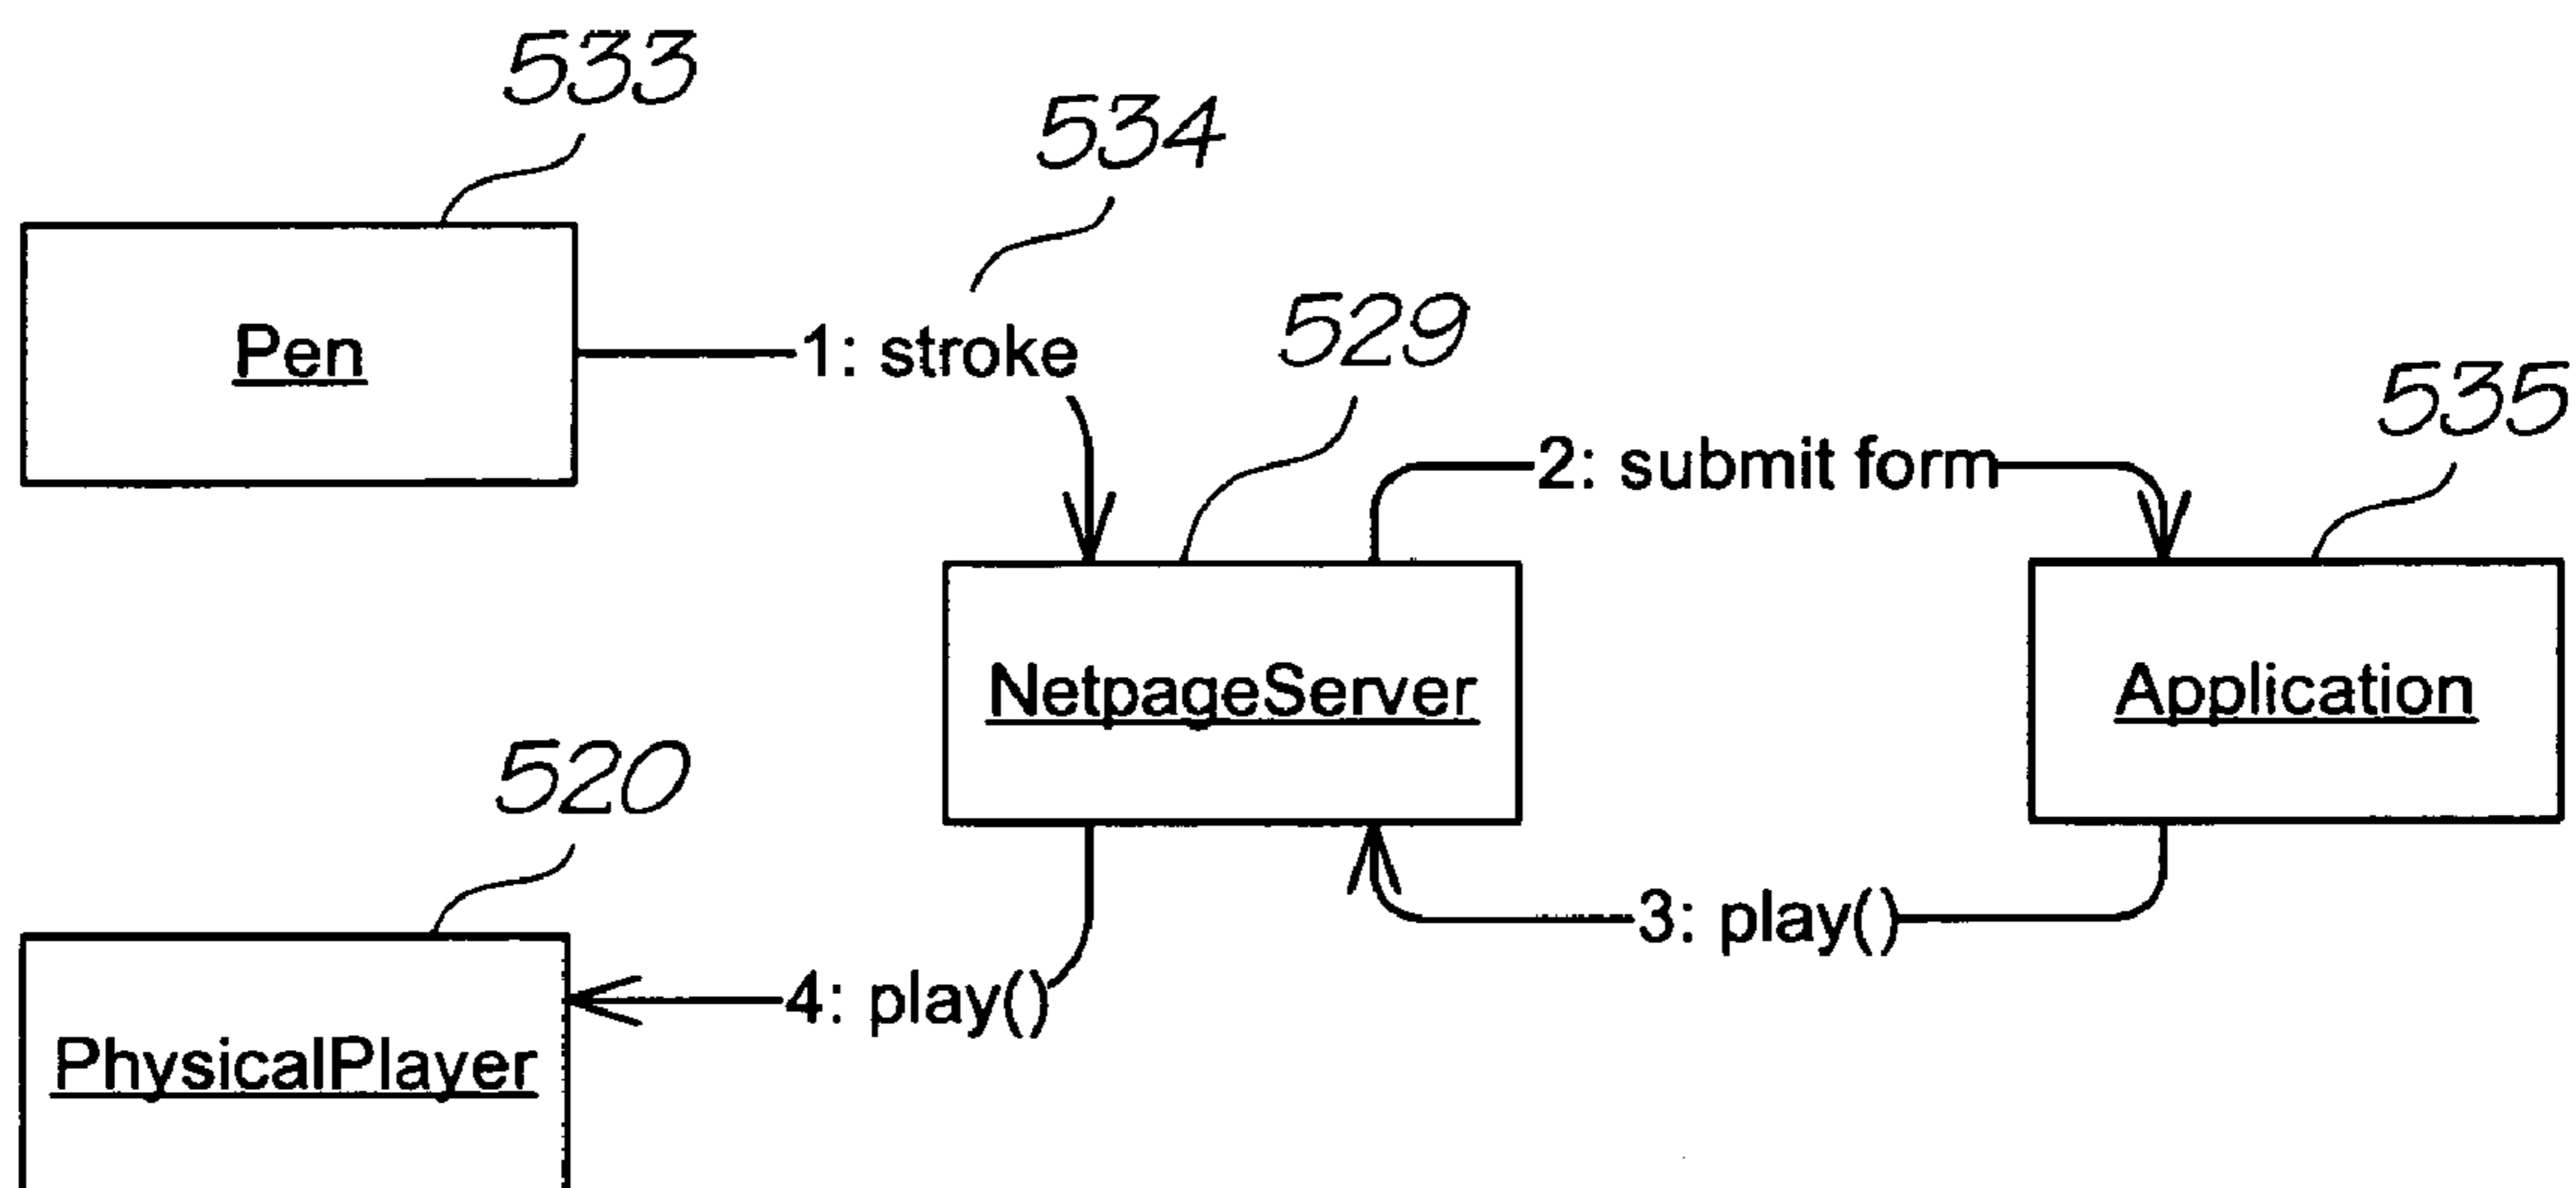 533
534
Pen
1: stroke
529
535
2: submit form
NetpageServer
Application
520
3: play()
4: play()
PhysicalPlayer